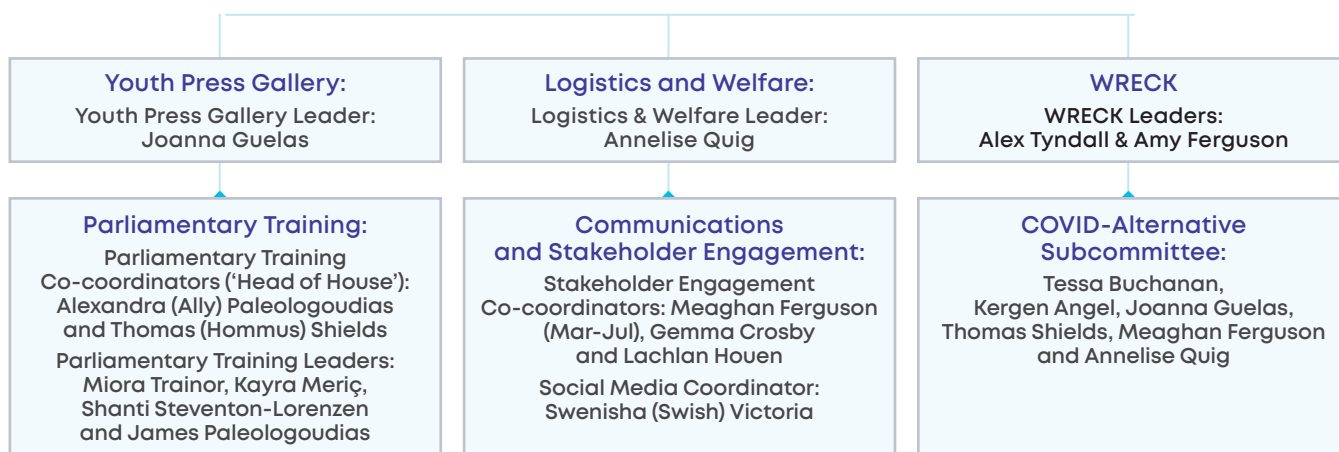 Youth Press Gallery:
Youth Press Gallery Leader:
Joanna Guelas
Logistics and Welfare:
Logistics & Welfare Leader:
Annelise Quig
WRECK
WRECK Leaders:
Alex Tyndall & Amy Ferguson
Parliamentary Training:
Parliamentary Training
Co-coordinators (‘Head of House’):
Alexandra (Ally) Paleologoudias
and Thomas (Hommus) Shields
Parliamentary Training Leaders:
Miora Trainor, Kayra Meriç,
Shanti Steventon-Lorenzen
and James Paleologoudias
Communications
and Stakeholder Engagement:
Stakeholder Engagement
Co-coordinators: Meaghan Ferguson
(Mar-Jul), Gemma Crosby
and Lachlan Houen
Social Media Coordinator:
Swenisha (Swish) Victoria
COVID-Alternative
Subcommittee:
Tessa Buchanan,
Kergen Angel, Joanna Guelas,
Thomas Shields, Meaghan Ferguson
and Annelise Quig